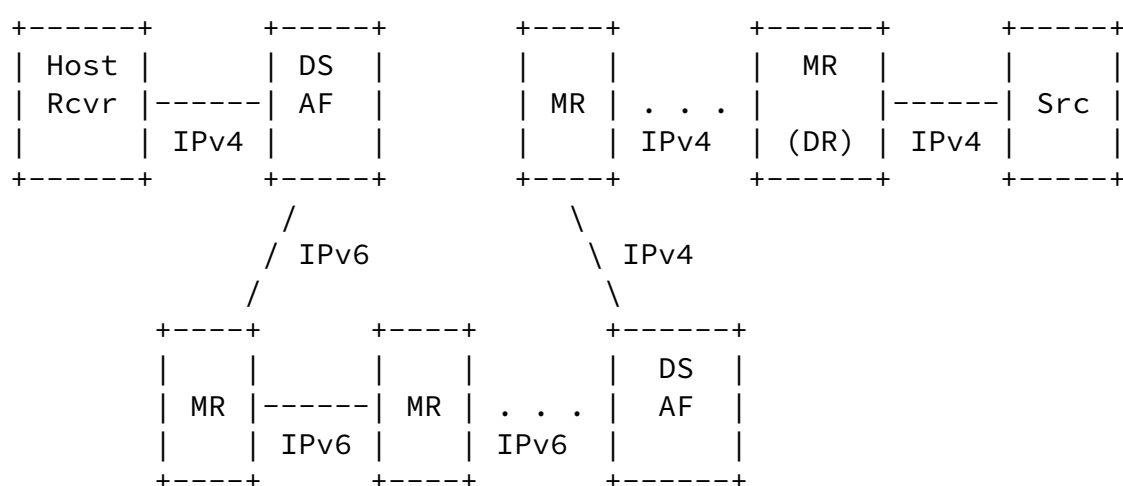 Host DS MR
Rcvr AF MR . . . Src
IPv4 IPv4 (DR) IPv4
IPv6 IPv4
DS
MR MR . . . AF
IPv6 IPv6